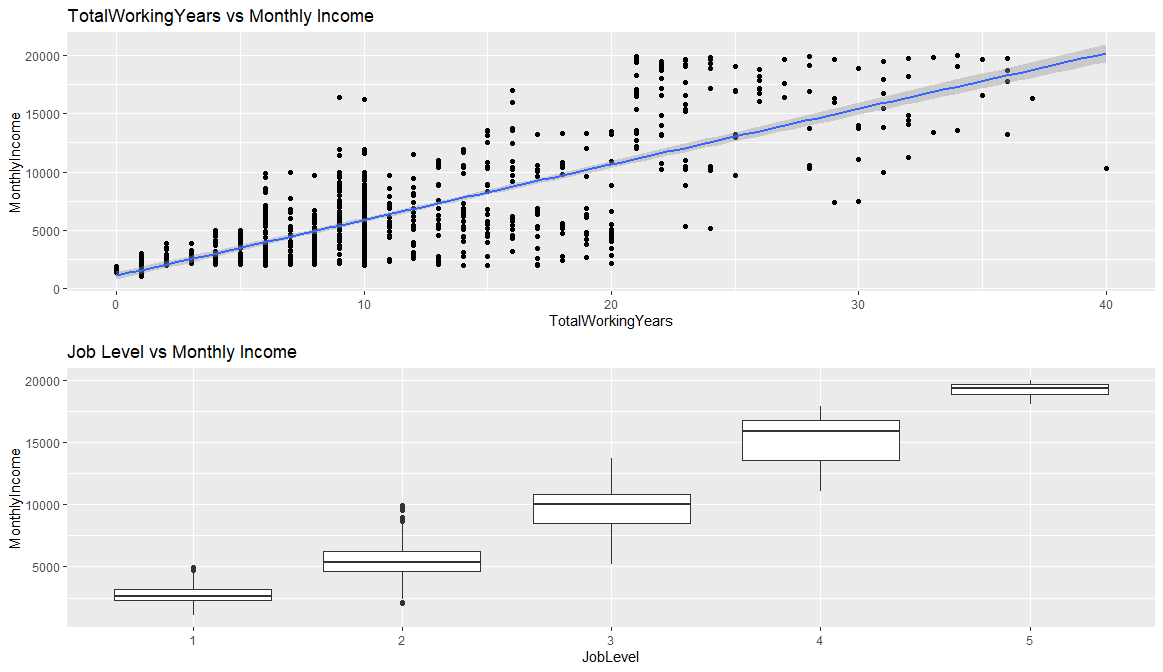 TotalWorkingYears vs Monthly Income
MonthlyIncome
20000
15000
10000
5000
0
0 10 20 30 40
TotalWorkingYears
Job Level vs Monthly Income
MonthlyIncome
20000
15000
10000
5000
1 2 3 4 5
JobLevel